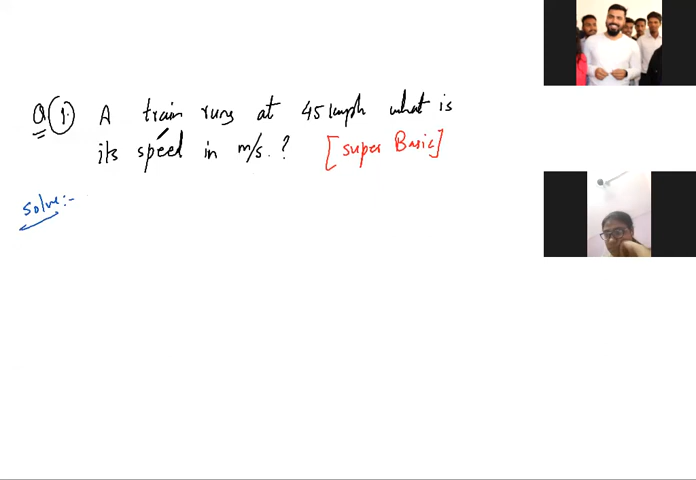 Q 1. A train runs at 45 kmph what is
its speed in m/s. ? [super Basic]
Solve:-